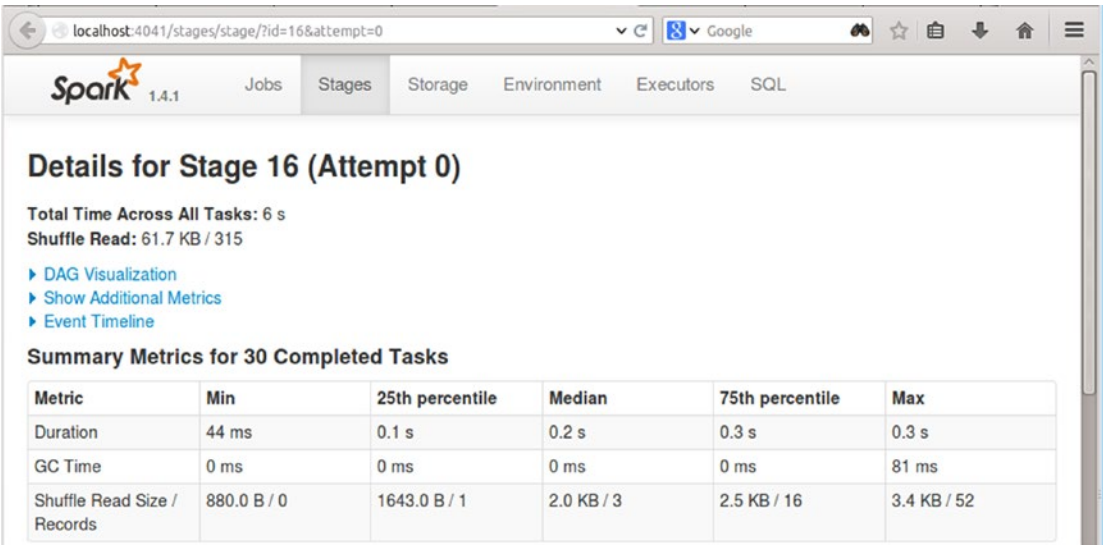 localhost:4041/stages/stage/?id=16&attempt=0
8 Google
Spark 1.4.1 Jobs Stages Storage Environment Executors SQL
Details for Stage 16 (Attempt 0)
Total Time Across All Tasks: 6 s
Shuffle Read: 61.7 KB / 315
DAG Visualization
Show Additional Metrics
Event Timeline
Summary Metrics for 30 Completed Tasks
Metric Min 25th percentile Median 75th percentile Max
Duration 44 ms 0.1 s 0.2 s 0.3 s 0.3 s
GC Time 0 ms 0 ms 0 ms 0 ms 81 ms
Shuffle Read Size / 880.0 B / 0 1643.0 B / 1 2.0 KB / 3 2.5 KB / 16 3.4 KB / 52
Records